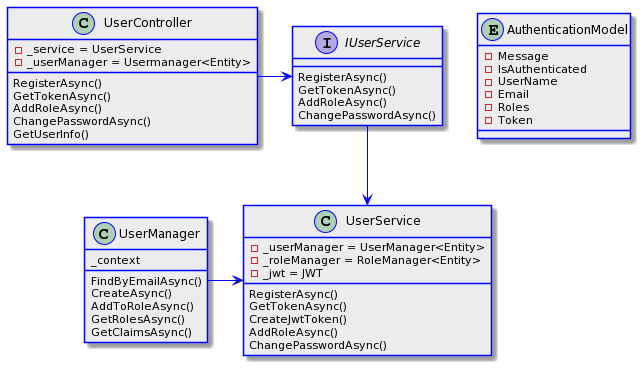 C UserController
_service = UserService
_userManager = Usermanager<Entity>
RegisterAsync()
GetTokenAsync()
AddRoleAsync()
ChangePasswordAsync()
GetUserInfo()
I IUserService
RegisterAsync()
GetTokenAsync()
AddRoleAsync()
ChangePasswordAsync()
E AuthenticationModel
Message
IsAuthenticated
UserName
Email
Roles
Token
C UserManager
_context
FindByEmailAsync()
CreateAsync()
AddToRoleAsync()
GetRolesAsync()
GetClaimsAsync()
C UserService
_userManager = UserManager<Entity>
_roleManager = RoleManager<Entity>
_jwt = JWT
RegisterAsync()
GetTokenAsync()
CreateJwtToken()
AddRoleAsync()
ChangePasswordAsync()